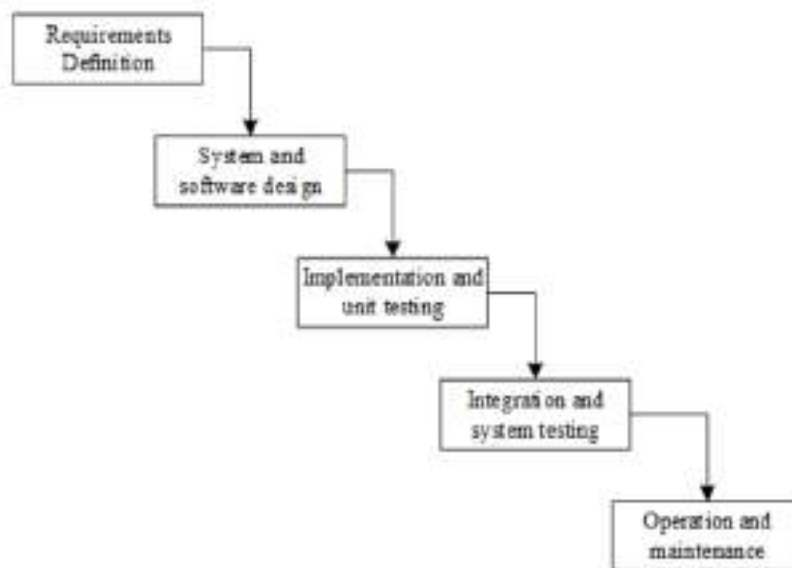 Requirements
Definition
System and
software design
Implementation and
unit testing
Integration and
system testing
Operation and
maintenance